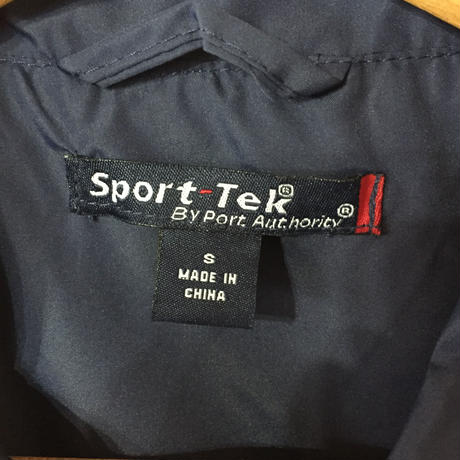 Sport-Tek®
By Port Authority®
S
MADE IN
CHINA